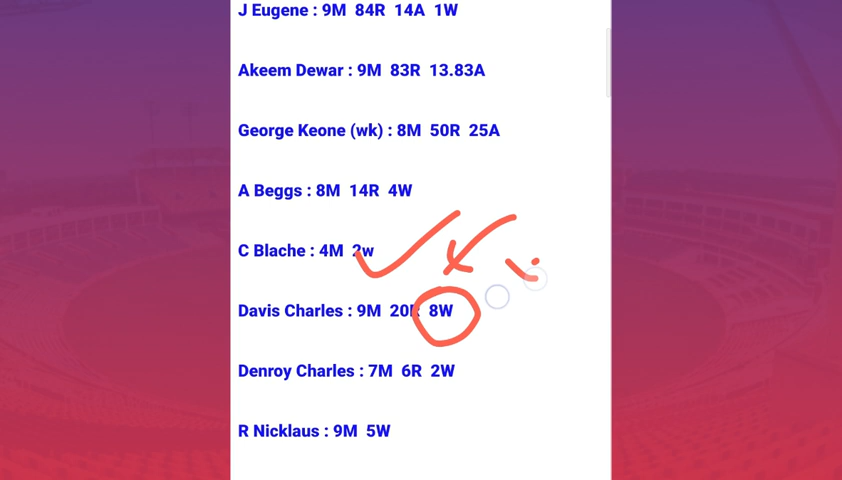 J Eugene : 9M 84R 14A 1W
Akeem Dewar : 9M 83R 13.83A
George Keone (wk) : 8M 50R 25A
A Beggs : 8M 14R 4W
C Blache : 4M 2w
Davis Charles : 9M 20R 8W
Denroy Charles : 7M 6R 2W
R Nicklaus : 9M 5W